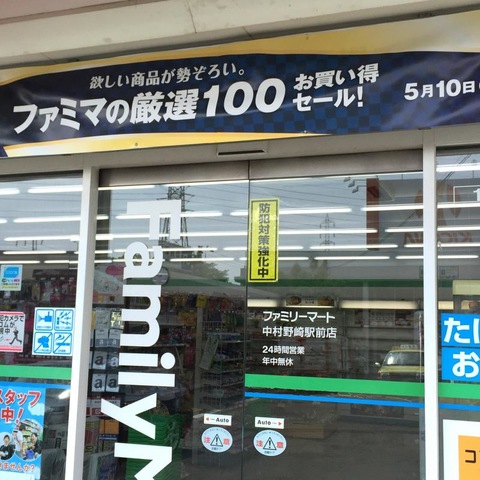 欲しい商品が勢ぞろい。
ファミマの厳選100
お買い得
セール!
5月10日
FamilyM
防犯対策強化中
ファミリーマート
中村野崎駅前店
24時間営業
年中無休
←Auto
Auto→
注意
注意
スタッフ
中!
た
お
コ